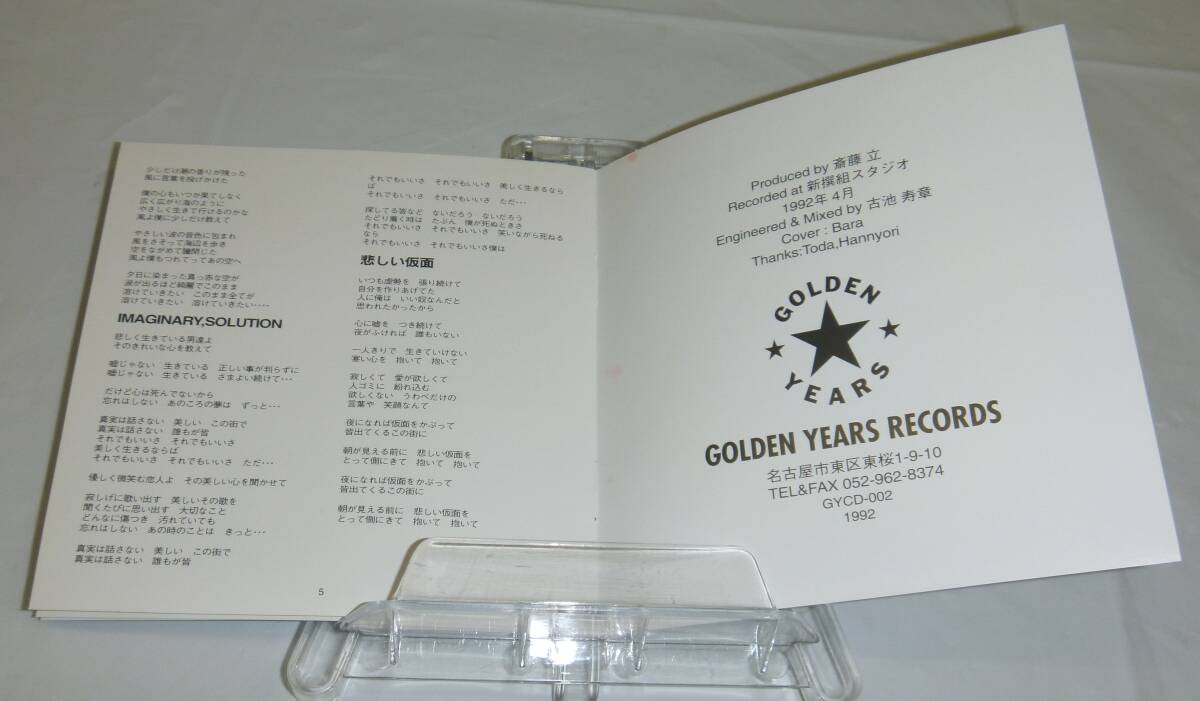 少しだけ潮の香りが残った
風に言葉を投げかけた
僕の心もいつか果てしなく
広く広がり海のように
やさしく生きて行けるのかな
風よ僕に少しだけ教えて
やさしい波の音色に包まれ
風をさそって海辺を歩き
空をながめて瞳閉じた
風よ僕もつれてってあの空へ
夕日に染まった真っ赤な空が
涙が出るほど綺麗でこのまま
溶けていきたい このまま全てが
溶けていきたい 溶けていきたい‥‥
IMAGINARY,SOLUTION
悲しく生きている男達よ
そのきれいな心を教えて
嘘じゃない 生きている 正しい事が判らずに
嘘じゃない 生きている さまよい続けて‥･
だけど心は死んでないから
忘れはしない あのころの夢は ずっと‥･
真実は話さない 美しい この街で
真実は話さない 誰もが皆
それでもいいさ それでもいいさ
美しく生きるならば
それでもいいさ それでもいいさ ただ‥･
優しく微笑む恋人よ その美しい心を聞かせて
寂しげに歌い出す 美しいその歌を
聞くたびに思い出す 大切なこと
どんなに傷つき 汚れていても
忘れはしない あの時のことは きっと‥･
真実は話さない 美しい この街で
真実は話さない 誰もが皆
それでもいいさ それでもいいさ 美しく生きるなら
ば
それでもいいさ それでもいいさ ただ‥･
探してる答など ないだろう ないだろう
たどり着く時は たぶん 僕が死ぬときさ
それでもいいさ それでもいいさ 笑いながら死ねる
なら
それでもいいさ それでもいいさ僕は
悲しい仮面
いつも虚勢を 張り続けて
自分を作りあげてた
人に俺は いい奴なんだと
思われたかったから
心に嘘を つき続けて
夜がふければ 誰もいない
一人きりで 生きていけない
寒い心を 抱いて 抱いて
寂しくて 愛が欲しくて
人ゴミに 紛れ込む
欲しくない うわべだけの
言葉や 笑顔なんて
夜になれば仮面をかぶって
皆出てくるこの街に
朝が見える前に 悲しい仮面を
とって側にきて 抱いて 抱いて
夜になれば仮面をかぶって
皆出てくるこの街に
朝が見える前に 悲しい仮面を
とって側にきて 抱いて 抱いて
5
Produced by 斎藤 立
Recorded at 新撰組スタジオ
1992年 4月
Engineered & Mixed by 古池 寿章
Cover : Bara
Thanks:Toda,Hannyori
GOLDEN
YEARS
GOLDEN YEARS RECORDS
名古屋市東区東桜1-9-10
TEL&FAX 052-962-8374
GYCD-002
1992